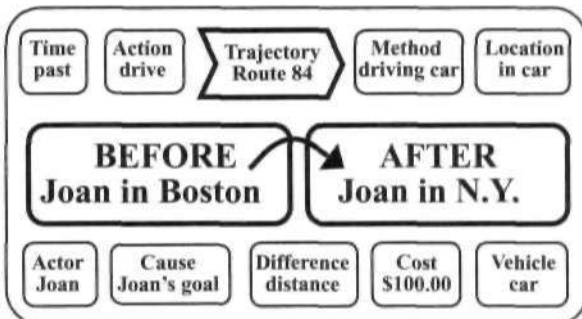 Time
past
Action
drive
Trajectory
Route 84
Method
driving car
Location
in car
BEFORE
Joan in Boston
AFTER
Joan in N.Y.
Actor
Joan
Cause
Joan's goal
Difference
distance
Cost
$100.00
Vehicle
car